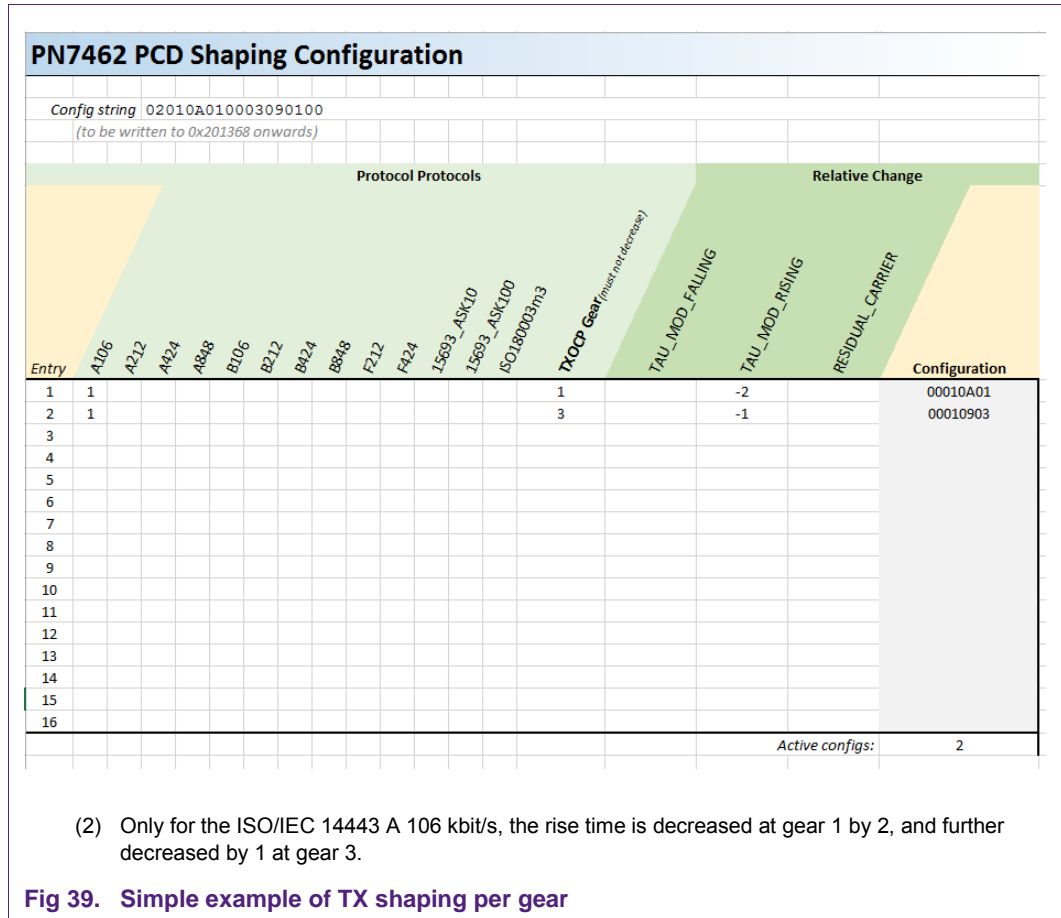 PN7462 PCD Shaping Configuration
Config string 02010A010003090100
(to be written to 0x201368 onwards)
Protocol Protocols Relative Change
Entry A106 A212 A424 A848 B106 B212 B424 B848 F212 F424 15693_ASK10 15693_ASK100 ISO180003m3 TXOCP Gear (must not decrease) TAU_MOD_FALLING TAU_MOD_RISING RESIDUAL_CARRIER Configuration
1 1 1 -2 00010A01
2 1 3 -1 00010903
3
4
5
6
7
8
9
10
11
12
13
14
15
16
Active configs: 2
(2) Only for the ISO/IEC 14443 A 106 kbit/s, the rise time is decreased at gear 1 by 2, and further
decreased by 1 at gear 3.
Fig 39. Simple example of TX shaping per gear